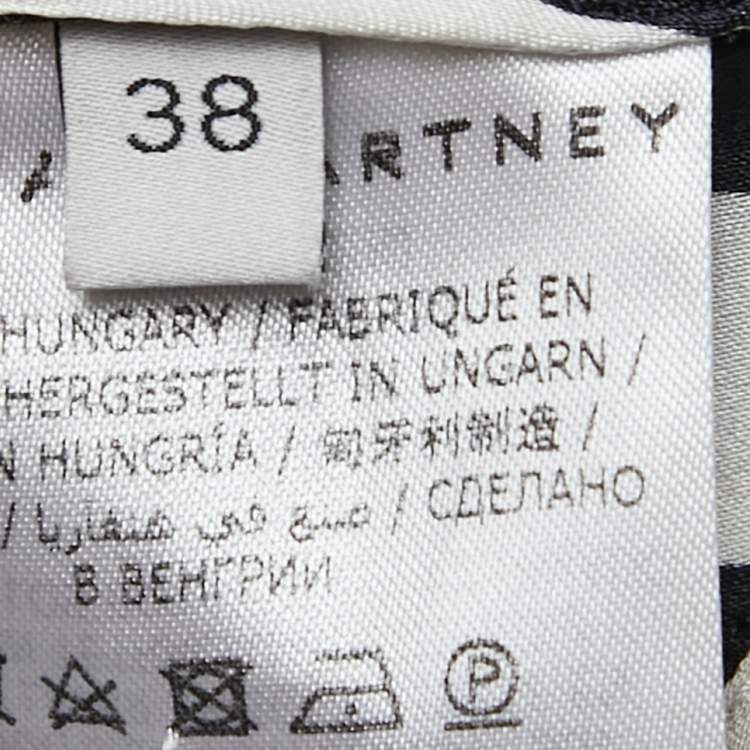 38
ARTNEY
HUNGARY / FABRIQUÉ EN
HERGESTELLT IN UNGARN /
N HUNGRÍA / 匈牙利制造 /
/ صنع في هنغاريا / СДЕЛАНО
В ВЕНГРИИ
P